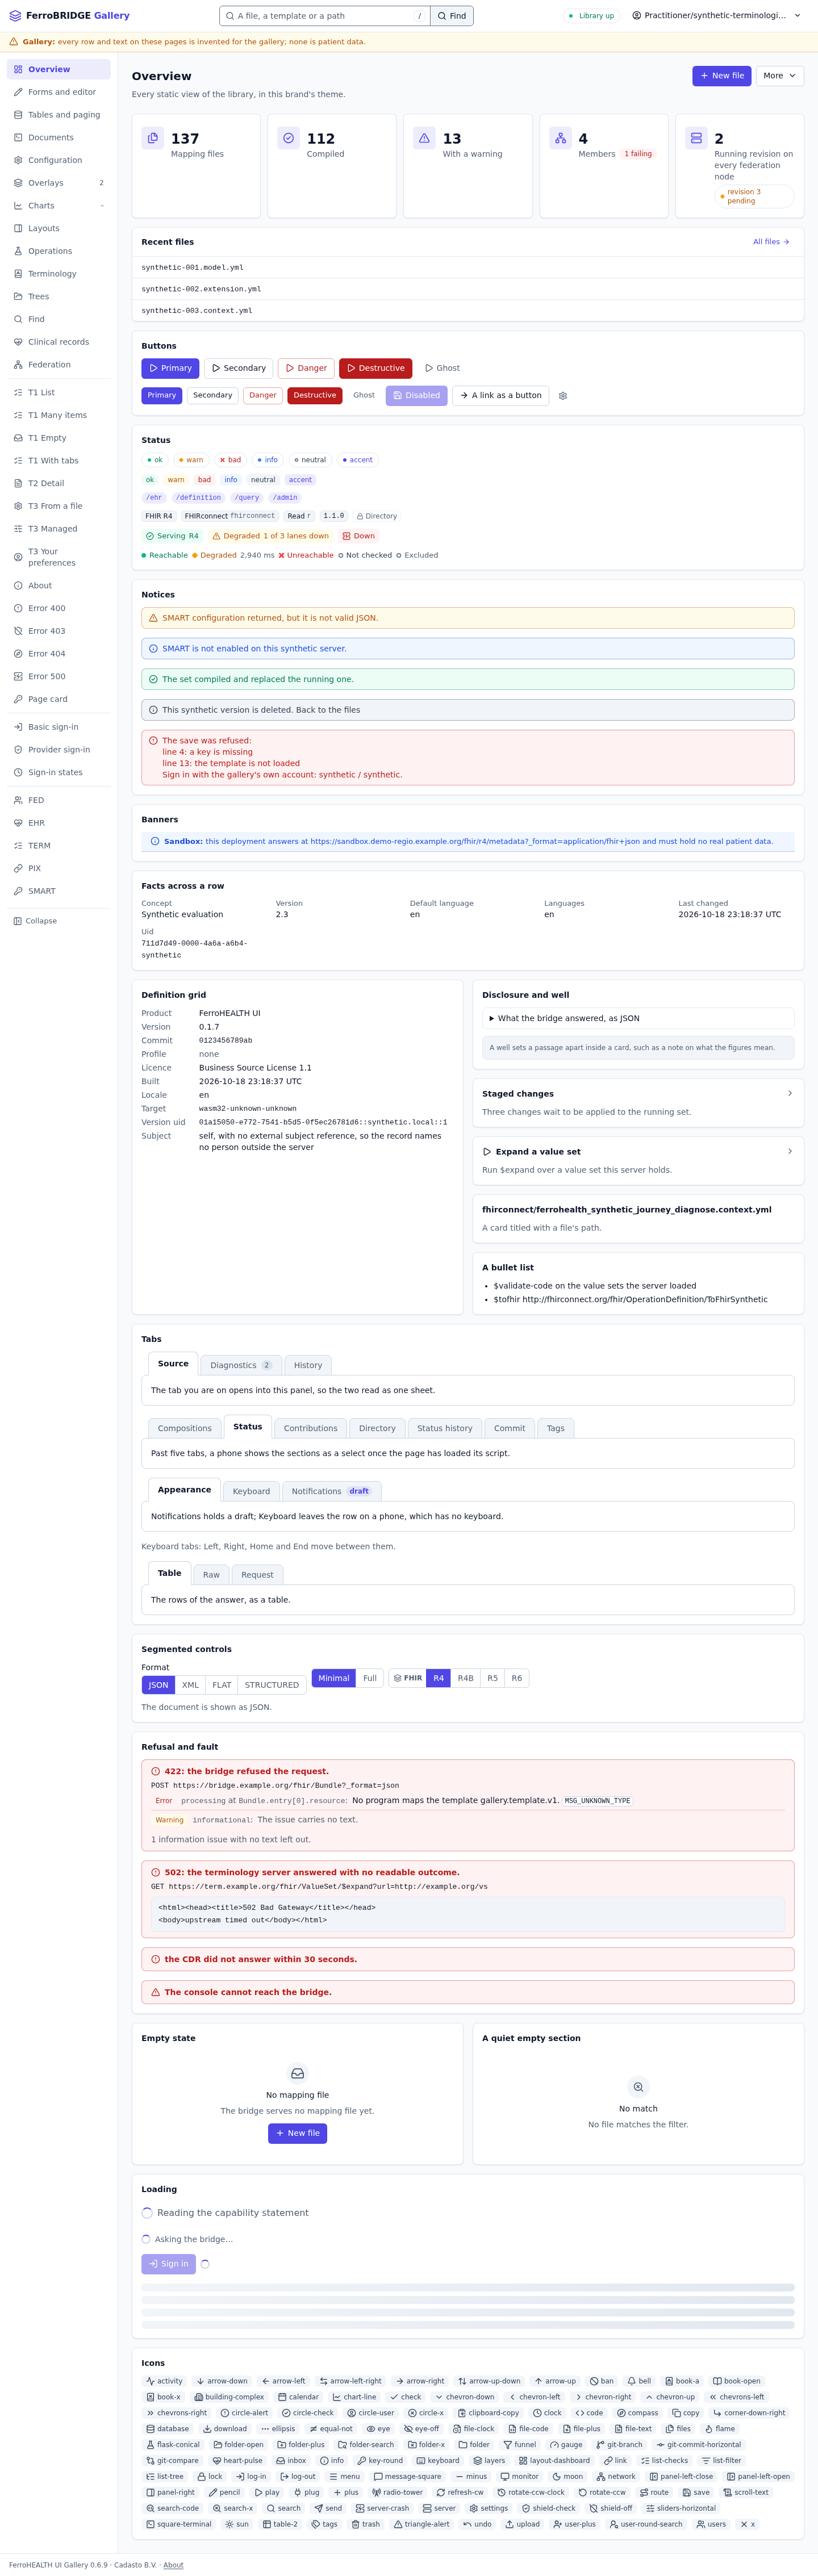 FerroBRIDGE Gallery
A file, a template or a path
/
Find
Library up
Practitioner/synthetic-terminologi...
Gallery: every row and text on these pages is invented for the gallery; none is patient data.
Overview
Forms and editor
Tables and paging
Documents
Configuration
Overlays 2
Charts
Layouts
Operations
Terminology
Trees
Find
Clinical records
Federation
T1 List
T1 Many items
T1 Empty
T1 With tabs
T2 Detail
T3 From a file
T3 Managed
T3 Your
preferences
About
Error 400
Error 403
Error 404
Error 500
Page card
Basic sign-in
Provider sign-in
Sign-in states
FED
EHR
TERM
PIX
SMART
Collapse
Overview
New file
More
Every static view of the library, in this brand's theme.
137
Mapping files
112
Compiled
13
With a warning
4
Members 1 failing
2
Running revision on
every federation
node
revision 3
pending
Recent files
All files →
synthetic-001.model.yml
synthetic-002.extension.yml
synthetic-003.context.yml
Buttons
Primary Secondary Danger Destructive Ghost
Primary Secondary Danger Destructive Ghost Disabled → A link as a button
Status
ok warn bad info neutral accent
ok warn bad info neutral accent
/ehr /definition /query /admin
FHIR R4 FHIRconnect fhirconnect Read r 1.1.0 Directory
Serving R4 Degraded 1 of 3 lanes down Down
Reachable Degraded 2,940 ms Unreachable Not checked Excluded
Notices
SMART configuration returned, but it is not valid JSON.
SMART is not enabled on this synthetic server.
The set compiled and replaced the running one.
This synthetic version is deleted. Back to the files
The save was refused:
line 4: a key is missing
line 13: the template is not loaded
Sign in with the gallery's own account: synthetic / synthetic.
Banners
Sandbox: this deployment answers at https://sandbox.demo-regio.example.org/fhir/r4/metadata?_format=application/fhir+json and must hold no real patient data.
Facts across a row
Concept
Synthetic evaluation
Version
2.3
Default language
en
Languages
en
Last changed
2026-10-18 23:18:37 UTC
Uid
711d7d49-0000-4a6a-a6b4-
synthetic
Definition grid
Product FerroHEALTH UI
Version 0.1.7
Commit 0123456789ab
Profile none
Licence Business Source License 1.1
Built 2026-10-18 23:18:37 UTC
Locale en
Target wasm32-unknown-unknown
Version uid 01a15050-e772-7541-b5d5-0f5ec26781d6::synthetic.local::1
Subject self, with no external subject reference, so the record names
no person outside the server
Disclosure and well
What the bridge answered, as JSON
A well sets a passage apart inside a card, such as a note on what the figures mean.
Staged changes
Three changes wait to be applied to the running set.
Expand a value set
Run $expand over a value set this server holds.
fhirconnect/ferrohealth_synthetic_journey_diagnose.context.yml
A card titled with a file's path.
A bullet list
• $validate-code on the value sets the server loaded
• $tofhir http://fhirconnect.org/fhir/OperationDefinition/ToFhirSynthetic
Tabs
Source Diagnostics 2 History
The tab you are on opens into this panel, so the two read as one sheet.
Compositions Status Contributions Directory Status history Commit Tags
Past five tabs, a phone shows the sections as a select once the page has loaded its script.
Appearance Keyboard Notifications draft
Notifications holds a draft; Keyboard leaves the row on a phone, which has no keyboard.
Keyboard tabs: Left, Right, Home and End move between them.
Table Raw Request
The rows of the answer, as a table.
Segmented controls
Format
JSON XML FLAT STRUCTURED Minimal Full FHIR R4 R4B R5 R6
The document is shown as JSON.
Refusal and fault
422: the bridge refused the request.
POST https://bridge.example.org/fhir/Bundle?_format=json
Error processing at Bundle.entry[0].resource: No program maps the template gallery.template.v1. MSG_UNKNOWN_TYPE
Warning informational: The issue carries no text.
1 information issue with no text left out.
502: the terminology server answered with no readable outcome.
GET https://term.example.org/fhir/ValueSet/$expand?url=http://example.org/vs
<html><head><title>502 Bad Gateway</title></head>
<body>upstream timed out</body></html>
the CDR did not answer within 30 seconds.
The console cannot reach the bridge.
Empty state
No mapping file
The bridge serves no mapping file yet.
New file
A quiet empty section
No match
No file matches the filter.
Loading
Reading the capability statement
Asking the bridge...
Sign in
Icons
activity arrow-down arrow-left arrow-left-right arrow-right arrow-up-down arrow-up ban bell book-a book-open
book-x building-complex calendar chart-line check chevron-down chevron-left chevron-right chevron-up chevrons-left
chevrons-right circle-alert circle-check circle-user circle-x clipboard-copy clock code compass copy corner-down-right
database download ellipsis equal-not eye eye-off file-clock file-code file-plus file-text files flame
flask-conical folder-open folder-plus folder-search folder-x folder funnel gauge git-branch git-commit-horizontal
git-compare heart-pulse inbox info key-round keyboard layers layout-dashboard link list-checks list-filter
list-tree lock log-in log-out menu message-square minus monitor moon network panel-left-close panel-left-open
panel-right pencil play plug plus radio-tower refresh-cw rotate-ccw-clock rotate-ccw route save scroll-text
search-code search-x search send server-crash server settings shield-check shield-off sliders-horizontal
square-terminal sun table-2 tags trash triangle-alert undo upload user-plus user-round-search users x
FerroHEALTH UI Gallery 0.6.9 · Cadasto B.V. · About